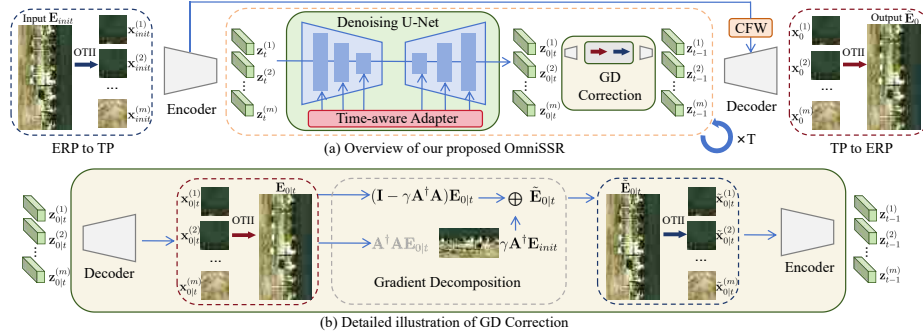 Input E_init
x_init^(1)
OTII
x_init^(2)
...
x_init^(m)
ERP to TP
Encoder
z_t^(1)
z_t^(2)
z_t^(m)
Denoising U-Net
Time-aware Adapter
z_0|t^(1)
z_0|t^(2)
z_0|t^(m)
GD
Correction
z_t-1^(1)
z_t-1^(2)
z_t-1^(m)
×T
CFW
Decoder
x_0^(1)
OTII
x_0^(2)
...
x_0^(m)
Output E_0
TP to ERP
(a) Overview of our proposed OmniSSR
z_0|t^(1)
z_0|t^(2)
z_0|t^(m)
Decoder
x_0|t^(1)
OTII
x_0|t^(2)
...
x_0|t^(m)
E_0|t
(I − γA†A)E_0|t
⊕
Ẽ_0|t
A†AE_0|t
γA†E_init
Gradient Decomposition
Ẽ_0|t
x̃_0|t^(1)
OTII
x̃_0|t^(2)
...
x̃_0|t^(m)
Encoder
z_t-1^(1)
z_t-1^(2)
z_t-1^(m)
(b) Detailed illustration of GD Correction